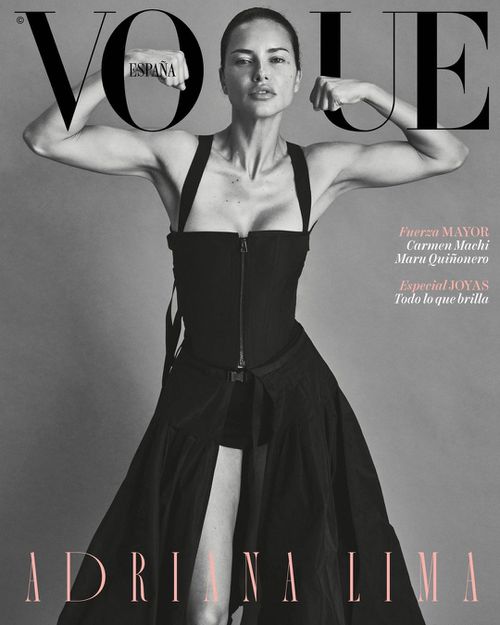 ©
VOGUE
ESPAÑA
Fuerza MAYOR
Carmen Machi
Maru Quiñonero
Especial JOYAS
Todo lo que brilla
ADRIANA LIMA